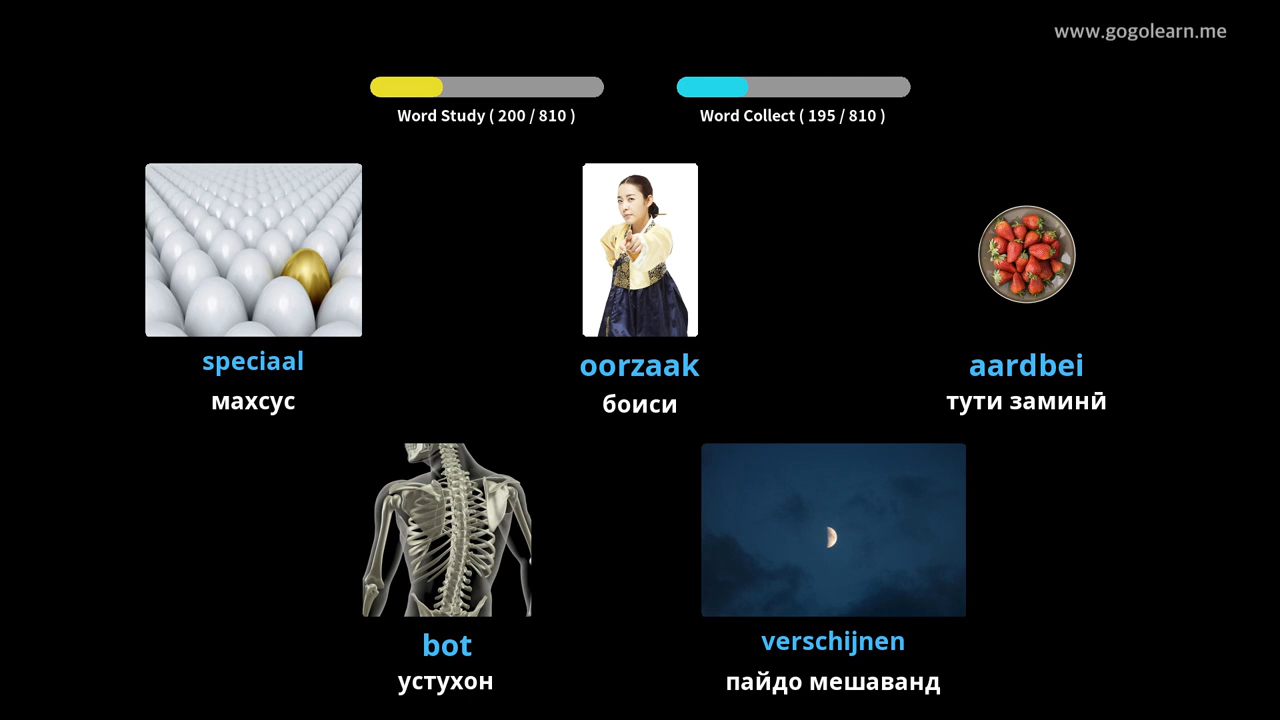 www.gogolearn.me
Word Study ( 200 / 810 )
Word Collect ( 195 / 810 )
speciaal
махсус
oorzaak
боиси
aardbei
тути заминӣ
bot
устухон
verschijnen
пайдо мешаванд